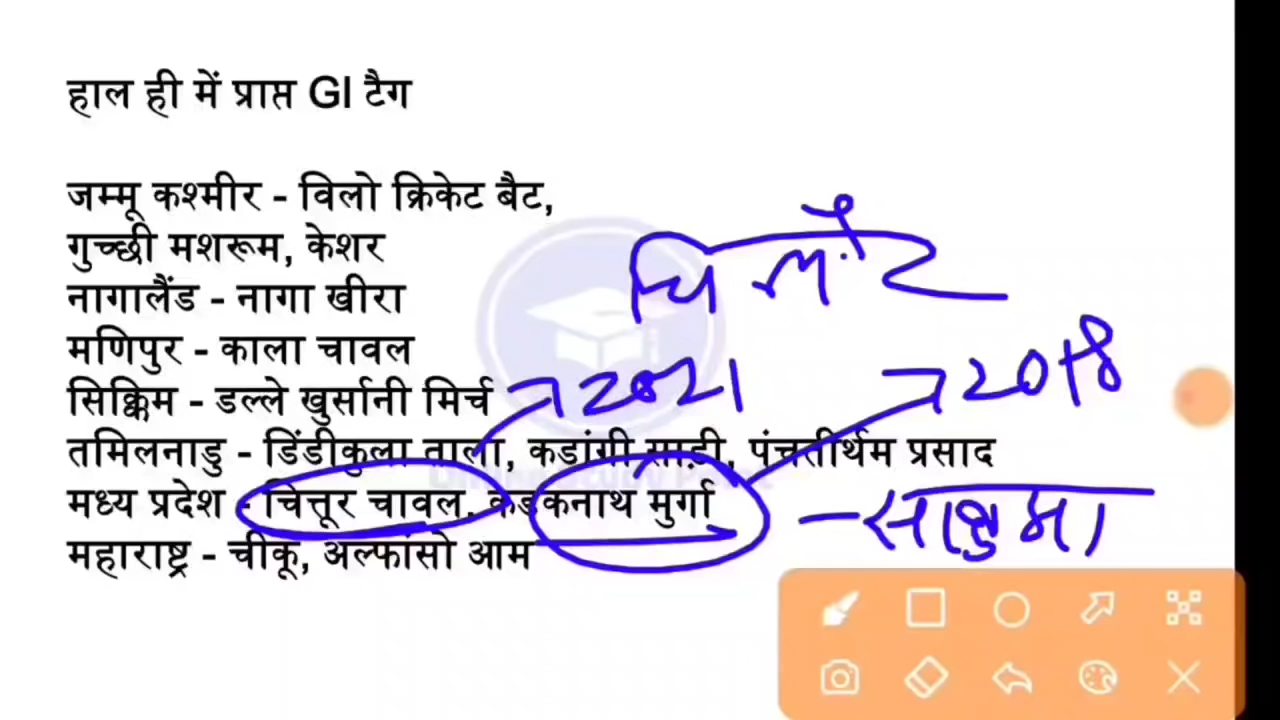 हाल ही में प्राप्त GI टैग
जम्मू कश्मीर - विलो क्रिकेट बैट,
गुच्छी मशरूम, केशर
नागालैंड - नागा खीरा
मणिपुर - काला चावल
सिक्किम - डल्ले खुर्सानी मिर्च
2021
2018
तमिलनाडु - डिंडीकुला ताला, कडांगी साड़ी, पंचतीर्थम प्रसाद
मध्य प्रदेश - चित्तूर चावल, कड़कनाथ मुर्गा
महाराष्ट्र - चीकू, अल्फांसो आम